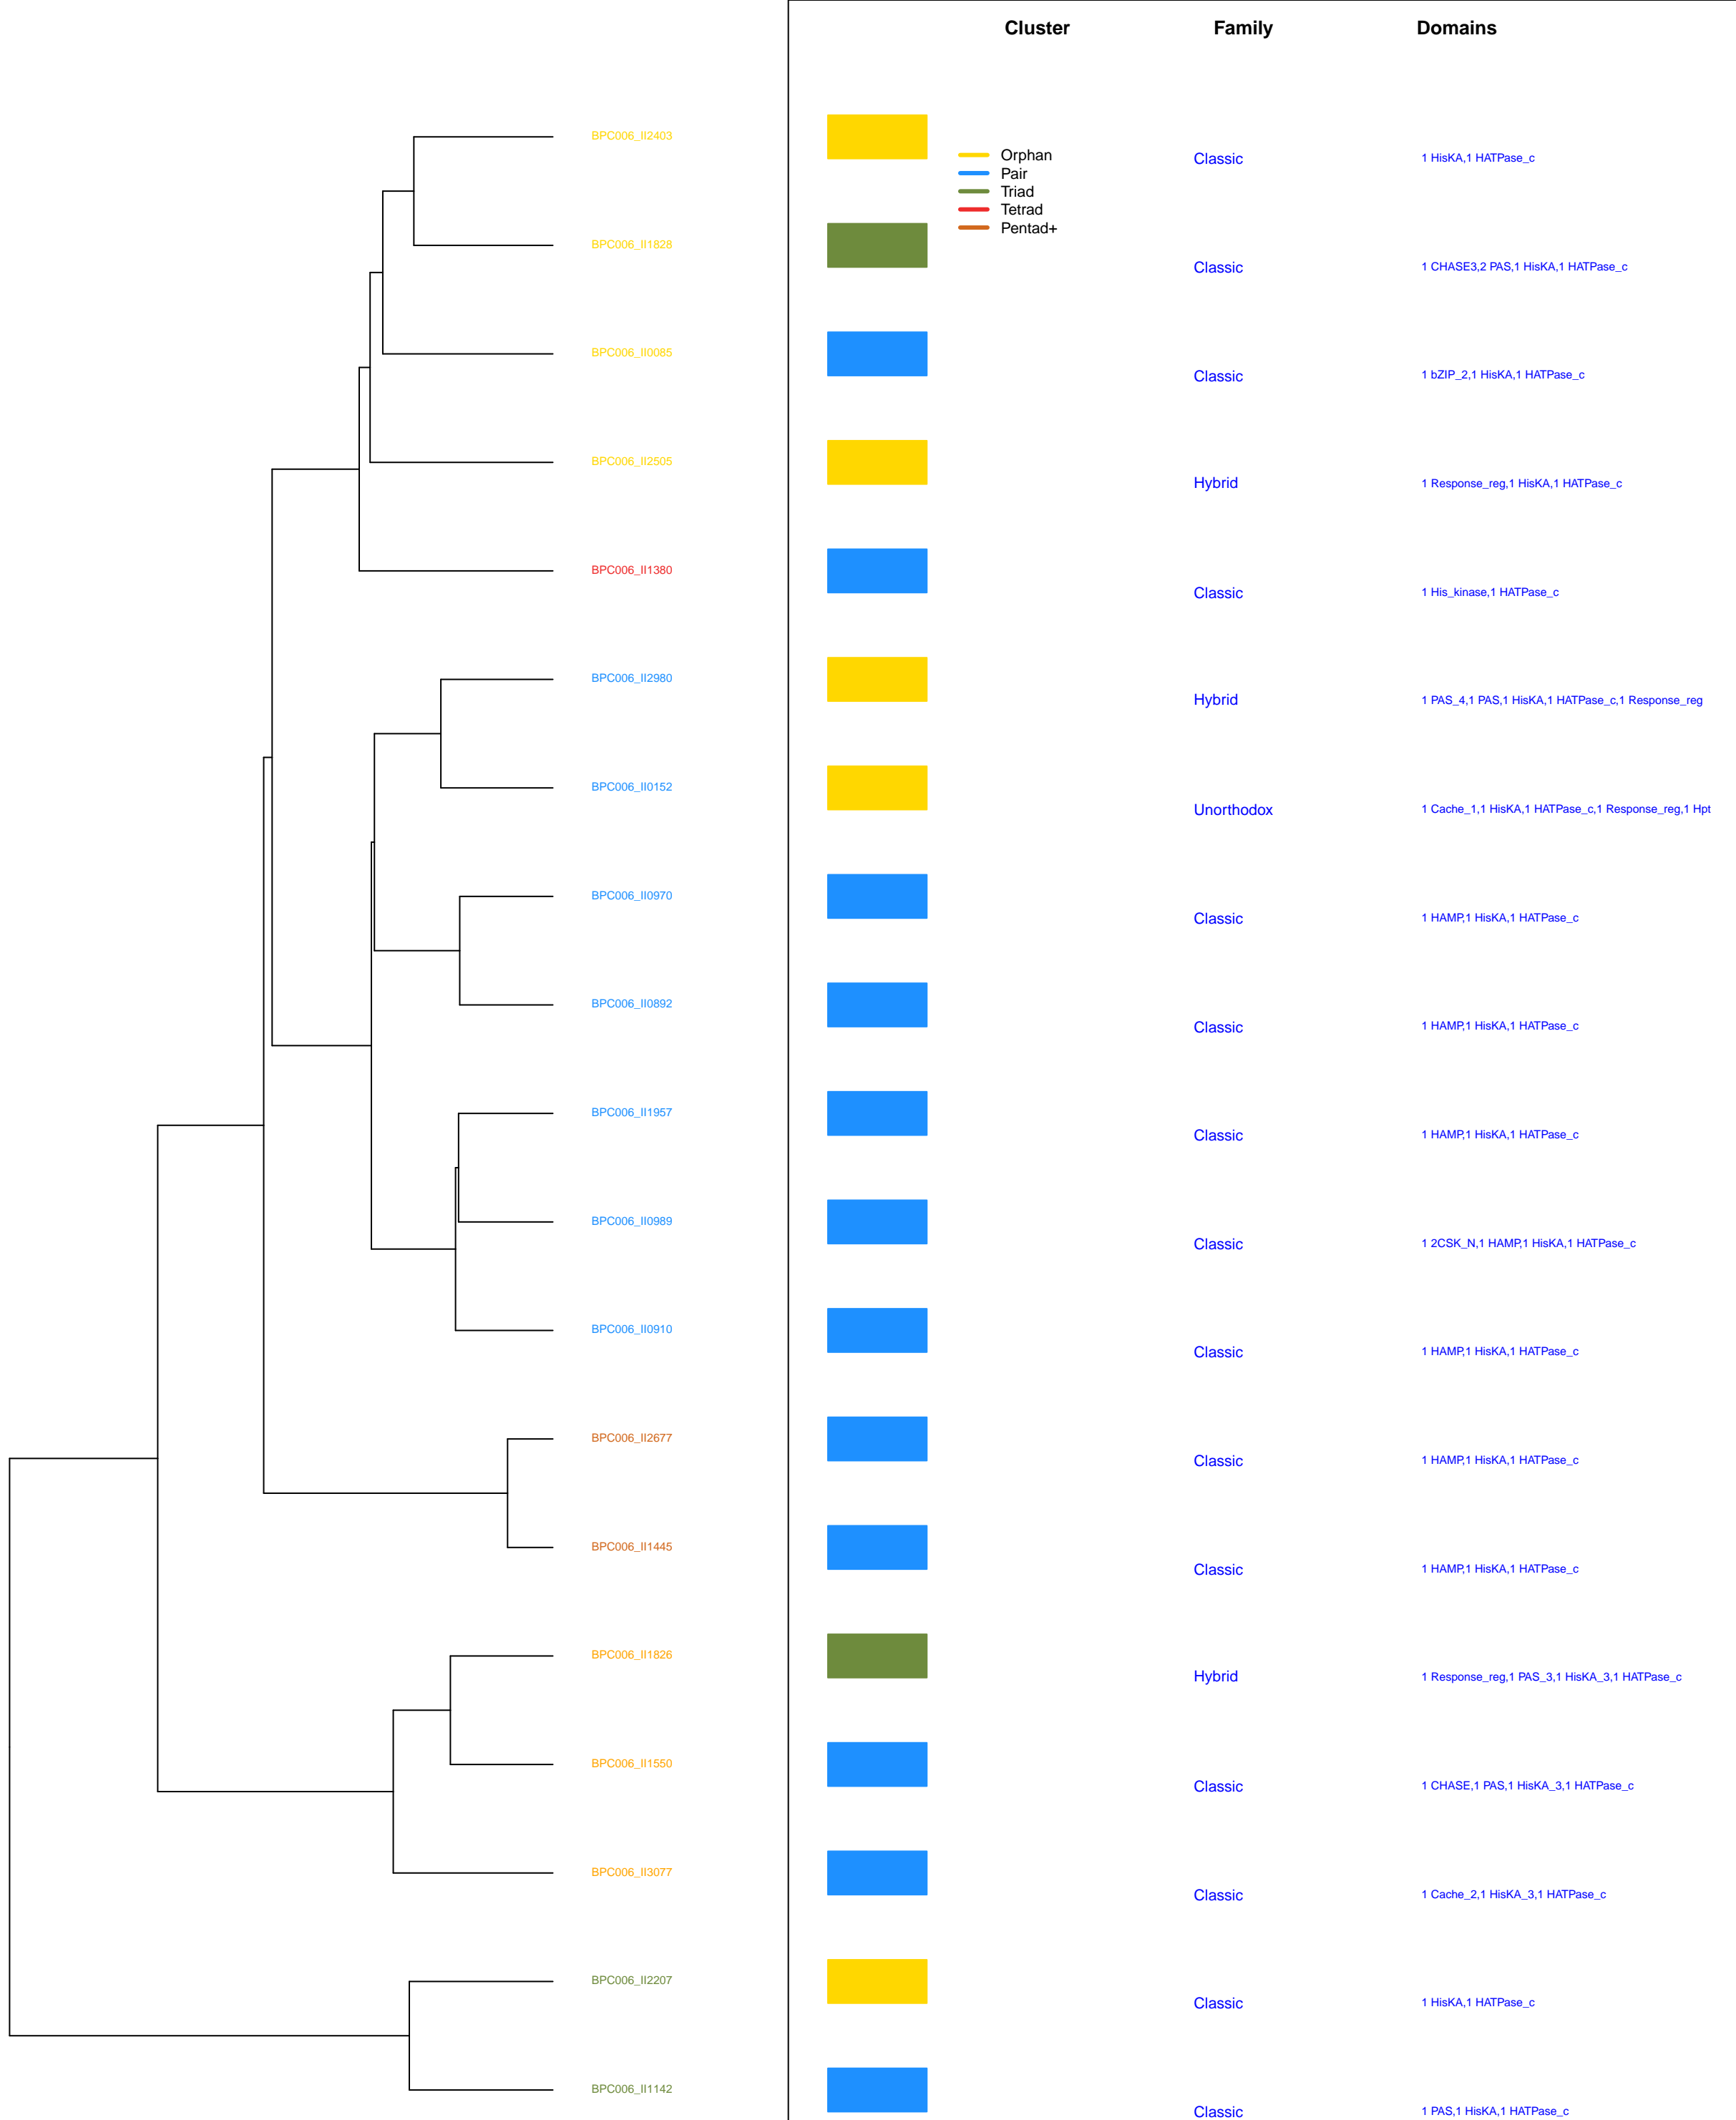 Cluster Family Domains
BPC006_II2403
Orphan
Classic 1 HisKA,1 HATPase_c
Pair
Triad
Tetrad
Pentad+
BPC006_II1828
Classic 1 CHASE3,2 PAS,1 HisKA,1 HATPase_c
BPC006_II0085
Classic 1 bZIP_2,1 HisKA,1 HATPase_c
BPC006_II2505
Hybrid 1 Response_reg,1 HisKA,1 HATPase_c
BPC006_II1380
Classic 1 His_kinase,1 HATPase_c
BPC006_II2980
Hybrid 1 PAS_4,1 PAS,1 HisKA,1 HATPase_c,1 Response_reg
BPC006_II0152
Unorthodox 1 Cache_1,1 HisKA,1 HATPase_c,1 Response_reg,1 Hpt
BPC006_II0970
Classic 1 HAMP,1 HisKA,1 HATPase_c
BPC006_II0892
Classic 1 HAMP,1 HisKA,1 HATPase_c
BPC006_II1957
Classic 1 HAMP,1 HisKA,1 HATPase_c
BPC006_II0989
Classic 1 2CSK_N,1 HAMP,1 HisKA,1 HATPase_c
BPC006_II0910
Classic 1 HAMP,1 HisKA,1 HATPase_c
BPC006_II2677
Classic 1 HAMP,1 HisKA,1 HATPase_c
BPC006_II1445
Classic 1 HAMP,1 HisKA,1 HATPase_c
BPC006_II1826
Hybrid 1 Response_reg,1 PAS_3,1 HisKA_3,1 HATPase_c
BPC006_II1550
Classic 1 CHASE,1 PAS,1 HisKA_3,1 HATPase_c
BPC006_II3077
Classic 1 Cache_2,1 HisKA_3,1 HATPase_c
BPC006_II2207
Classic 1 HisKA,1 HATPase_c
BPC006_II1142
Classic 1 PAS,1 HisKA,1 HATPase_c